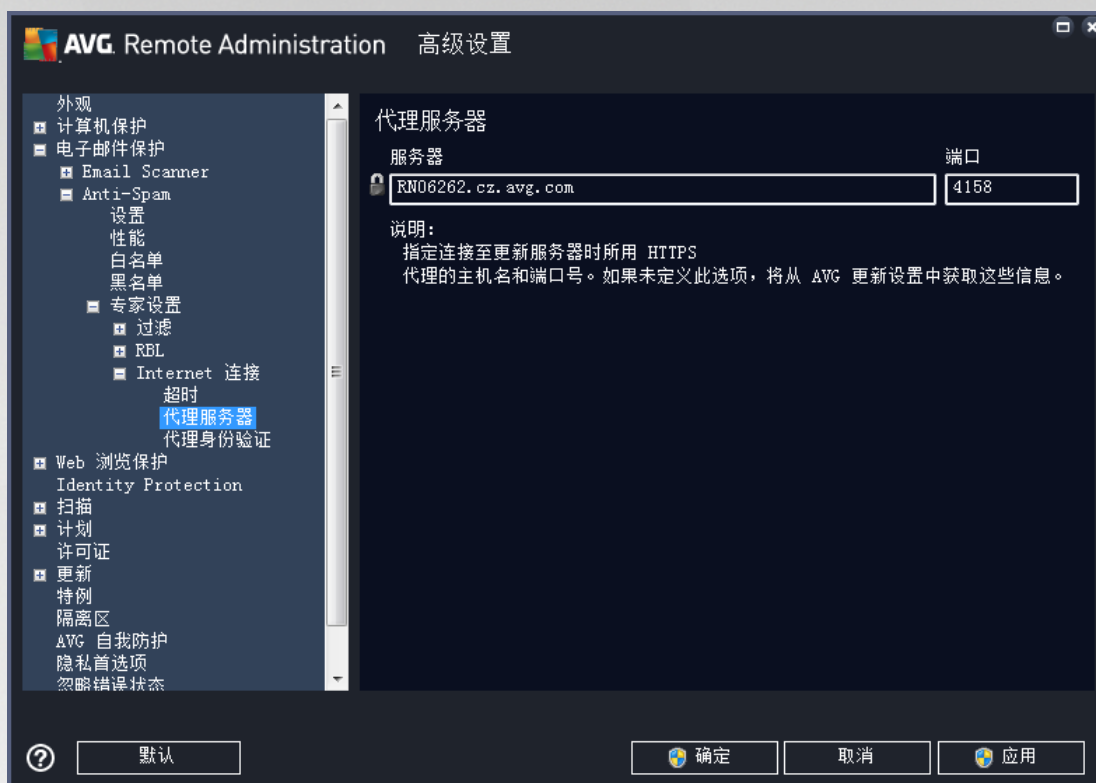 AVG. Remote Administration 高级设置
外观
计算机保护
电子邮件保护
Email Scanner
Anti-Spam
设置
性能
白名单
黑名单
专家设置
过滤
RBL
Internet 连接
超时
代理服务器
代理身份验证
Web 浏览保护
Identity Protection
扫描
计划
许可证
更新
特例
隔离区
AVG 自我防护
隐私首选项
忽略错误状态
代理服务器
服务器 端口
RN06262.cz.avg.com 4158
说明:
指定连接至更新服务器时所用 HTTPS
代理的主机名和端口号。如果未定义此选项，将从 AVG 更新设置中获取这些信息。
默认 确定 取消 应用